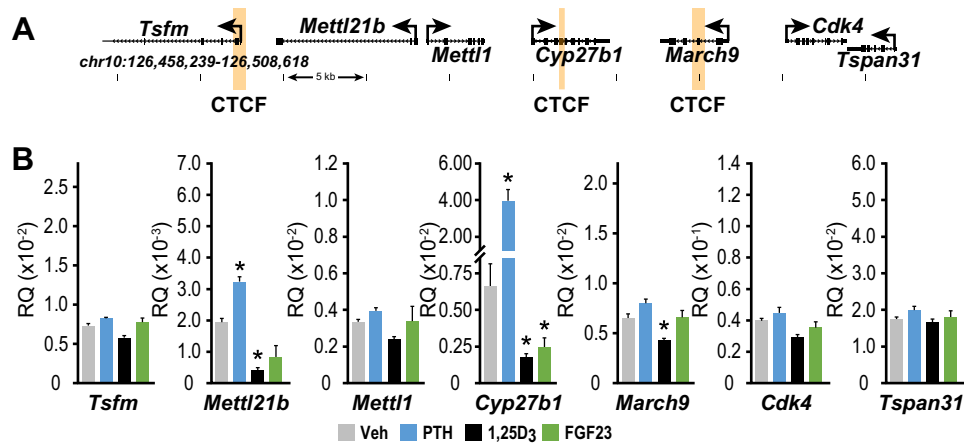 A
Tsfm Mettl21b Mettl1 Cyp27b1 March9 Cdk4 Tspan31
chr10:126,458,239-126,508,618
5 kb
CTCF CTCF CTCF
B
RQ (x10-2)
2.5
2.0
1.5
1.0
0.5
0
Tsfm
RQ (x10-3)
7.0
6.0
5.0
4.0
3.0
2.0
1.0
0
* *
Mettl21b
RQ (x10-2)
1.2
1.0
0.8
0.6
0.4
0.2
0
Mettl1
RQ (x10-2)
6.00
4.00
2.00
0.75
0.50
0.25
0
* * *
Cyp27b1
RQ (x10-2)
2.0
1.5
1.0
0.5
0
*
March9
RQ (x10-1)
1.4
1.2
1.0
0.8
0.6
0.4
0.2
0
Cdk4
RQ (x10-2)
6.0
5.0
4.0
3.0
2.0
1.0
0
Tspan31
Veh PTH 1,25D3 FGF23